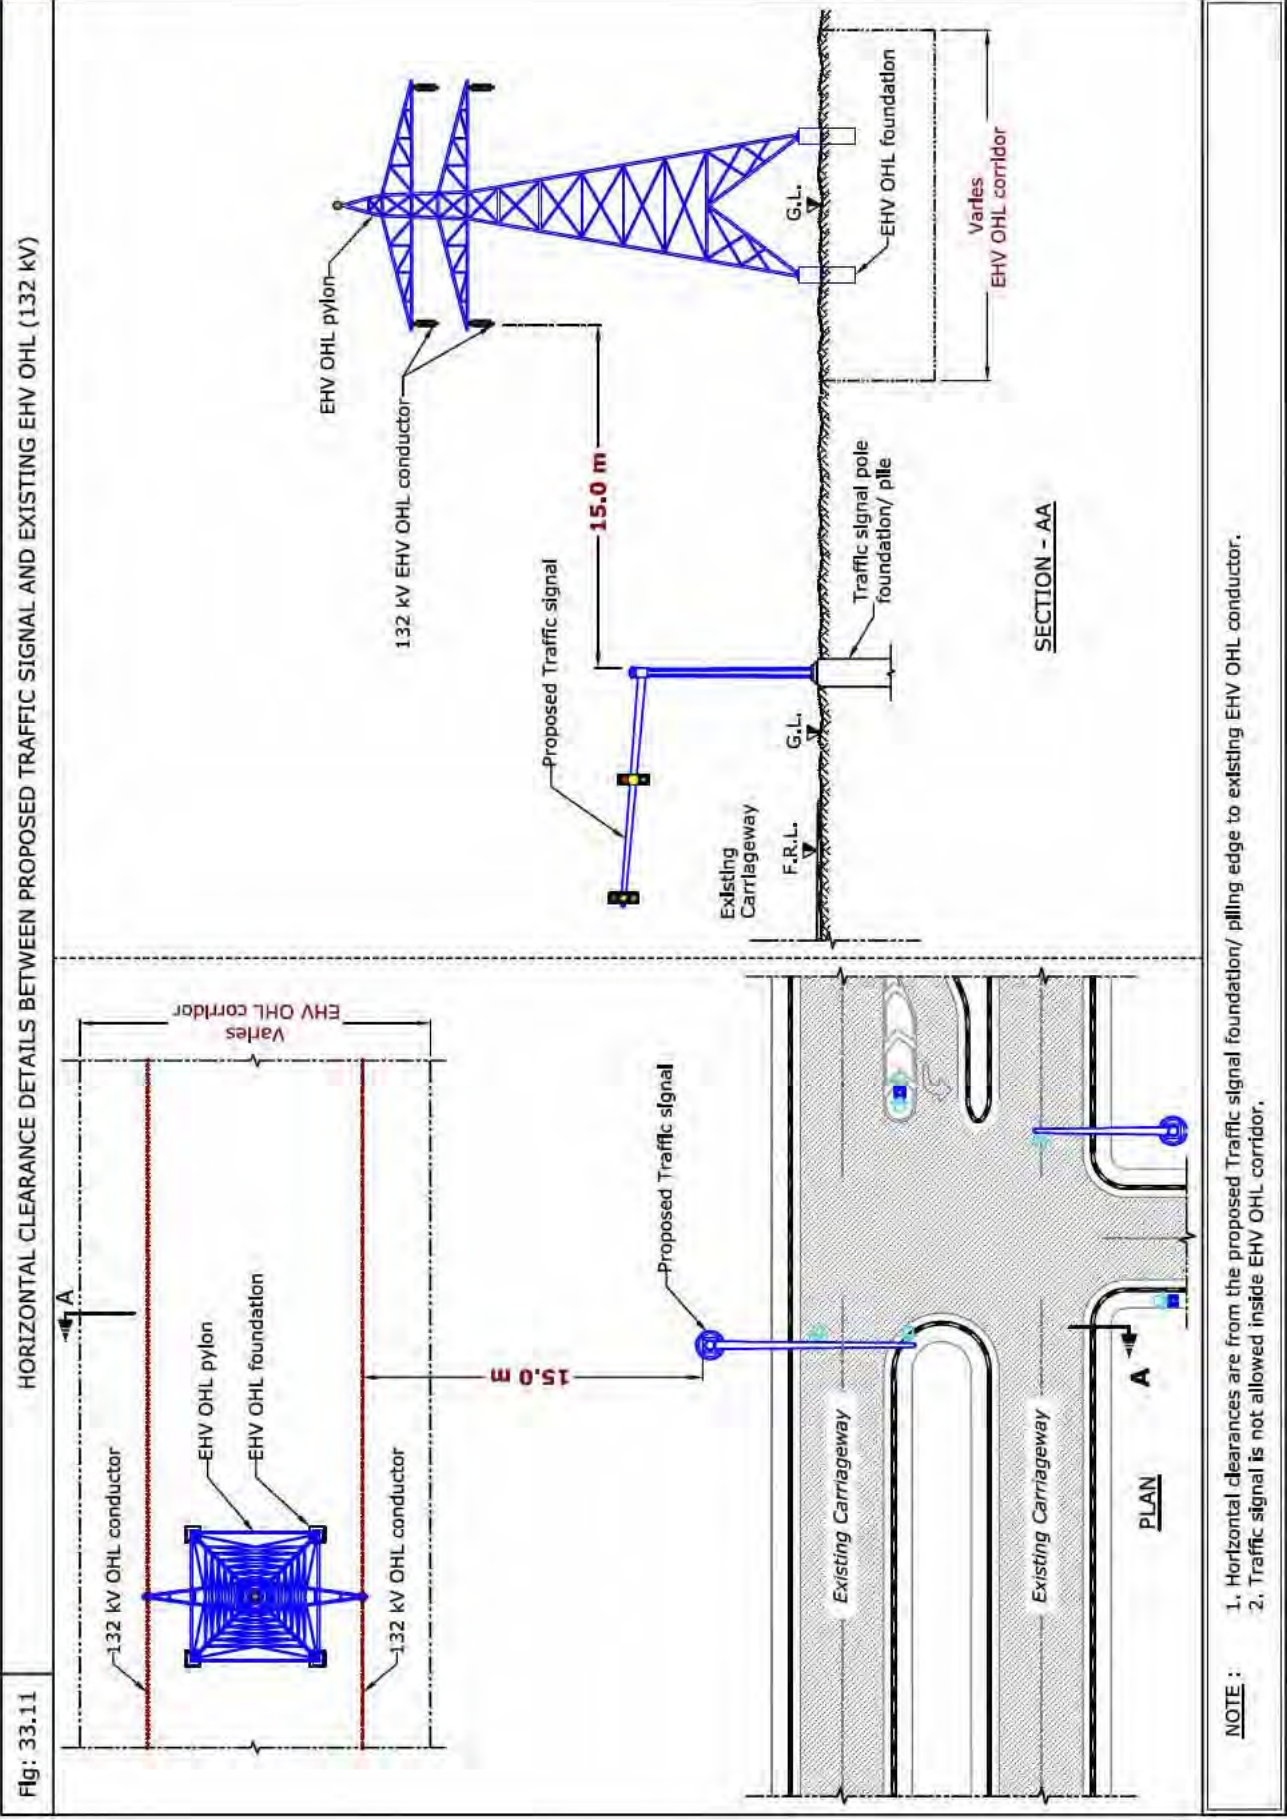 Fig: 33.11
HORIZONTAL CLEARANCE DETAILS BETWEEN PROPOSED TRAFFIC SIGNAL AND EXISTING EHV OHL (132 kV)
132 kV OHL conductor
EHV OHL pylon
EHV OHL foundation
132 kV OHL conductor
A
Varies
EHV OHL corridor
15.0 m
Proposed Traffic signal
Existing Carriageway
Existing Carriageway
A
PLAN
EHV OHL pylon
132 kV EHV OHL conductor
15.0 m
Proposed Traffic signal
Existing
Carriageway
F.R.L.
G.L.
G.L.
Traffic signal pole
foundation/ pile
EHV OHL foundation
Varies
EHV OHL corridor
SECTION - AA
NOTE :
1. Horizontal clearances are from the proposed Traffic signal foundation/ piling edge to existing EHV OHL conductor.
2. Traffic signal is not allowed inside EHV OHL corridor.